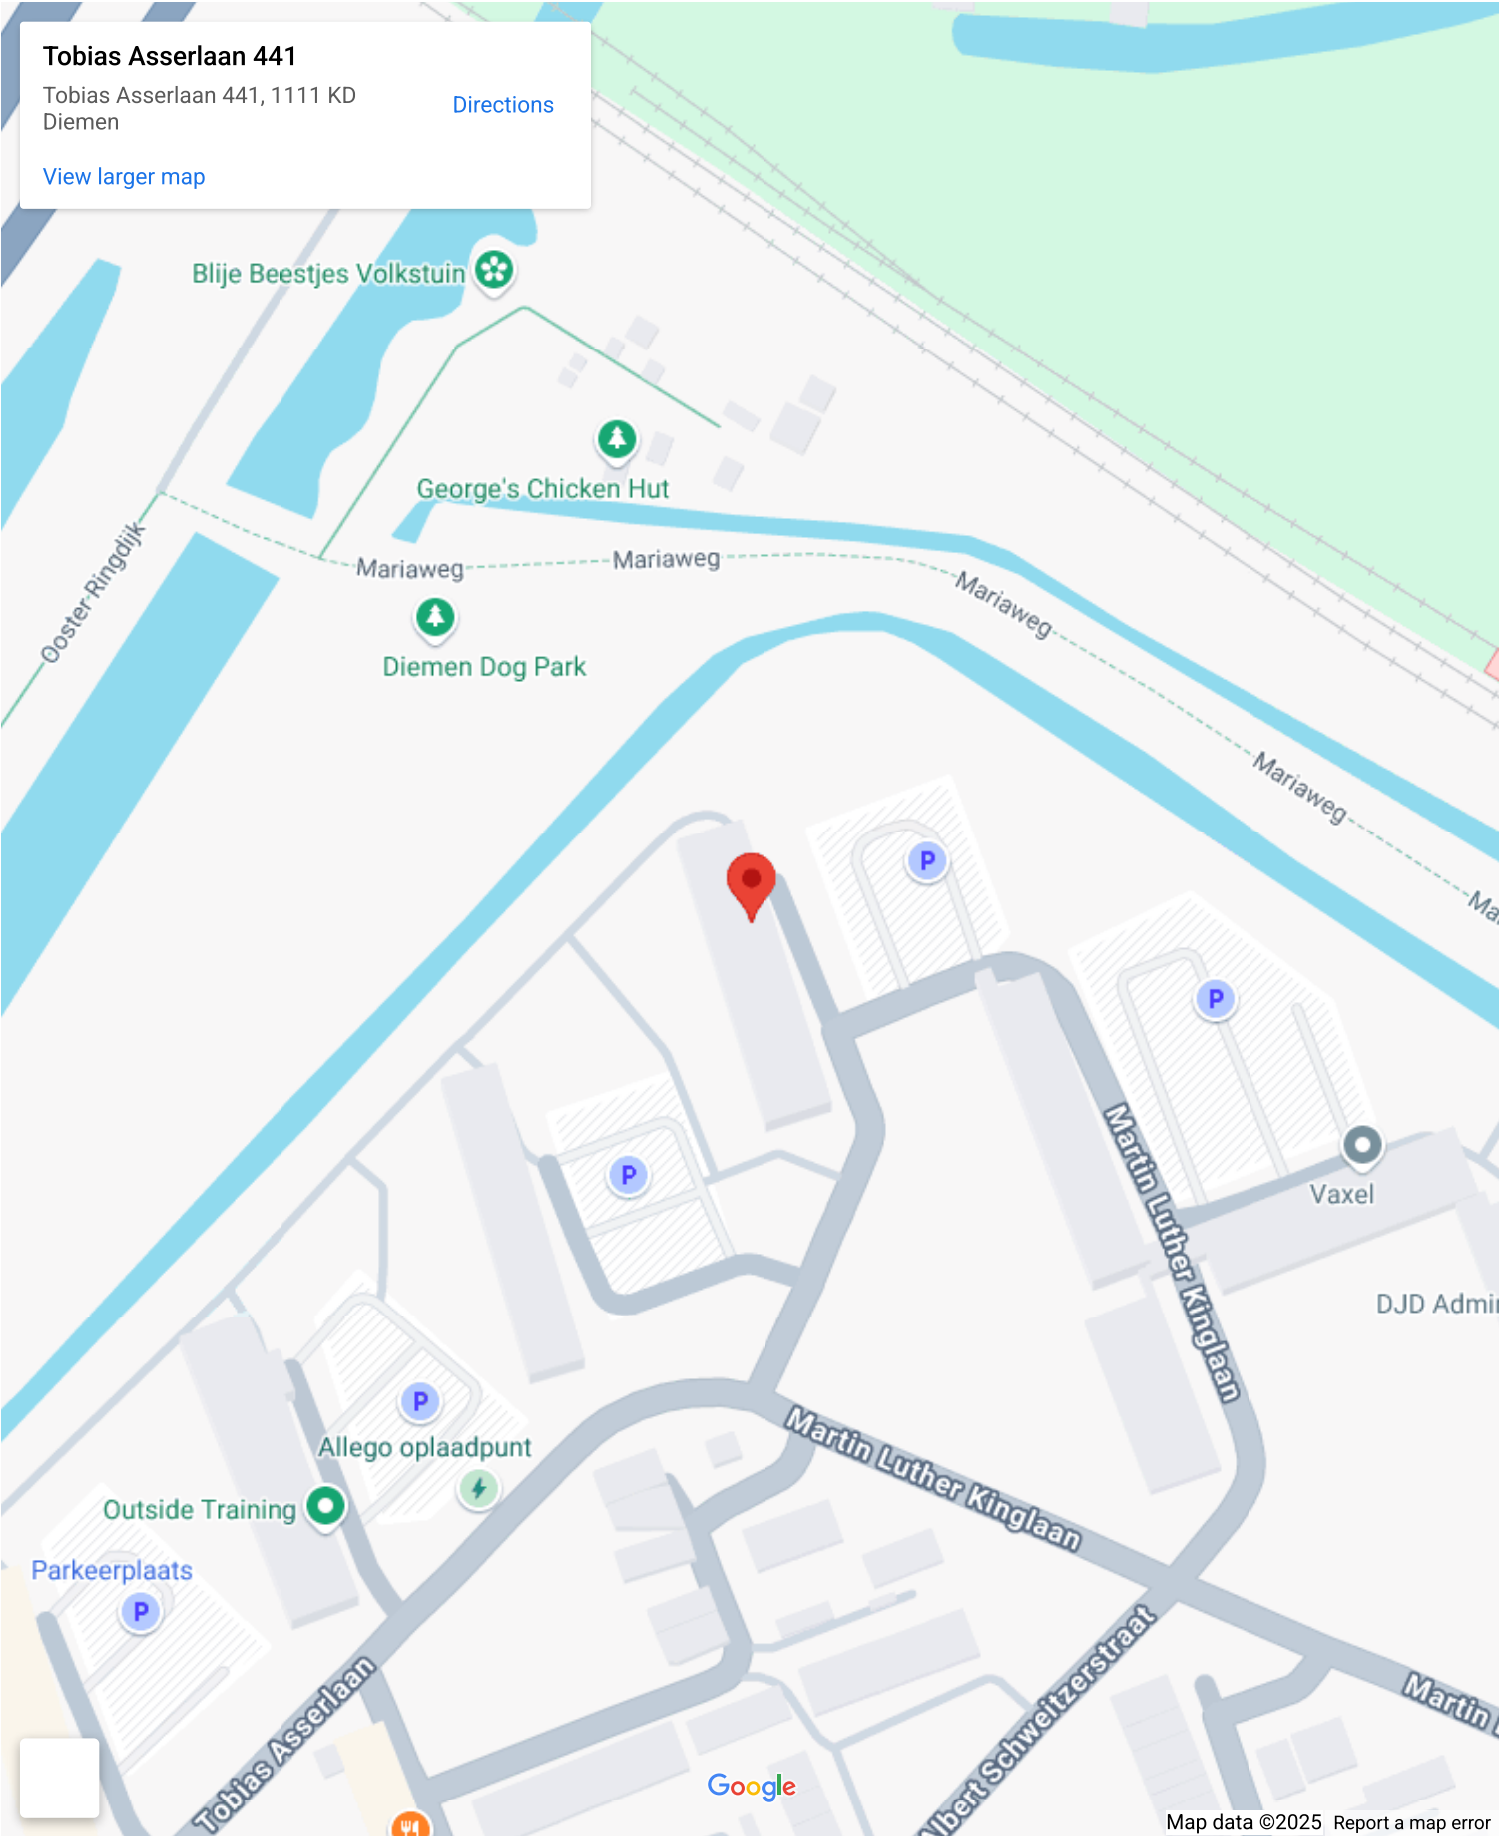 Tobias Asserlaan 441
Tobias Asserlaan 441, 1111 KD
Diemen
Directions
View larger map
Blije Beestjes Volkstuin
George's Chicken Hut
Ooster Ringdijk
Mariaweg
Mariaweg
Mariaweg
Diemen Dog Park
Mariaweg
P
P
Vaxel
P
Martin Luther Kinglaan
DJD Admi
P
Allego oplaadpunt
Martin Luther Kinglaan
Outside Training
Parkeerplaats
P
Tobias Asserlaan
Albert Schweitzerstraat
Martin
Google
Map data ©2025
Report a map error